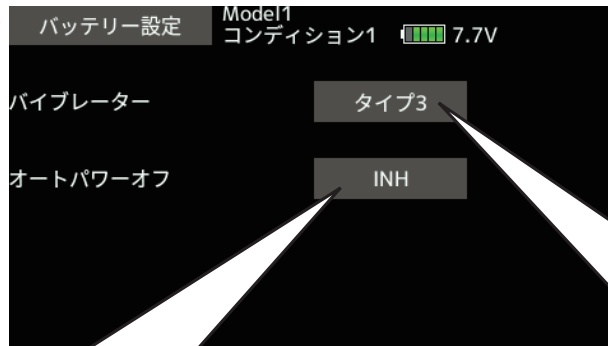 バッテリー設定
Model1
コンディション1 7.7V
バイブレーター タイプ3
オートパワーオフ INH